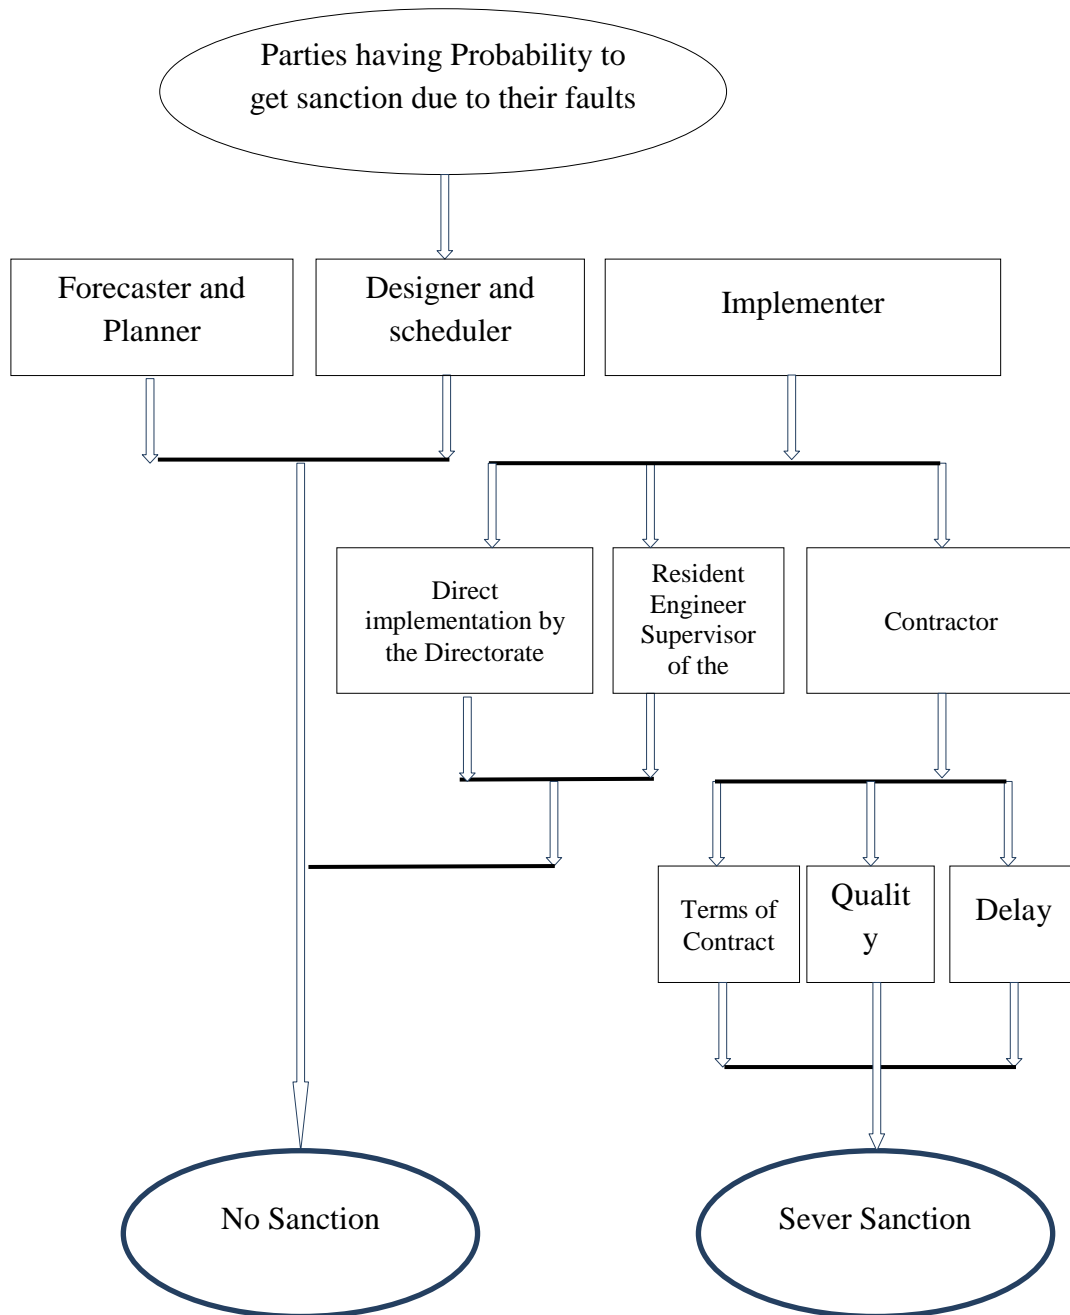 Parties having Probability to
get sanction due to their faults
Forecaster and
Planner
Designer and
scheduler
Implementer
Direct
implementation by
the Directorate
Resident
Engineer
Supervisor
of the
Contractor
Terms of
Contract
Qualit
y
Delay
No Sanction
Sever Sanction